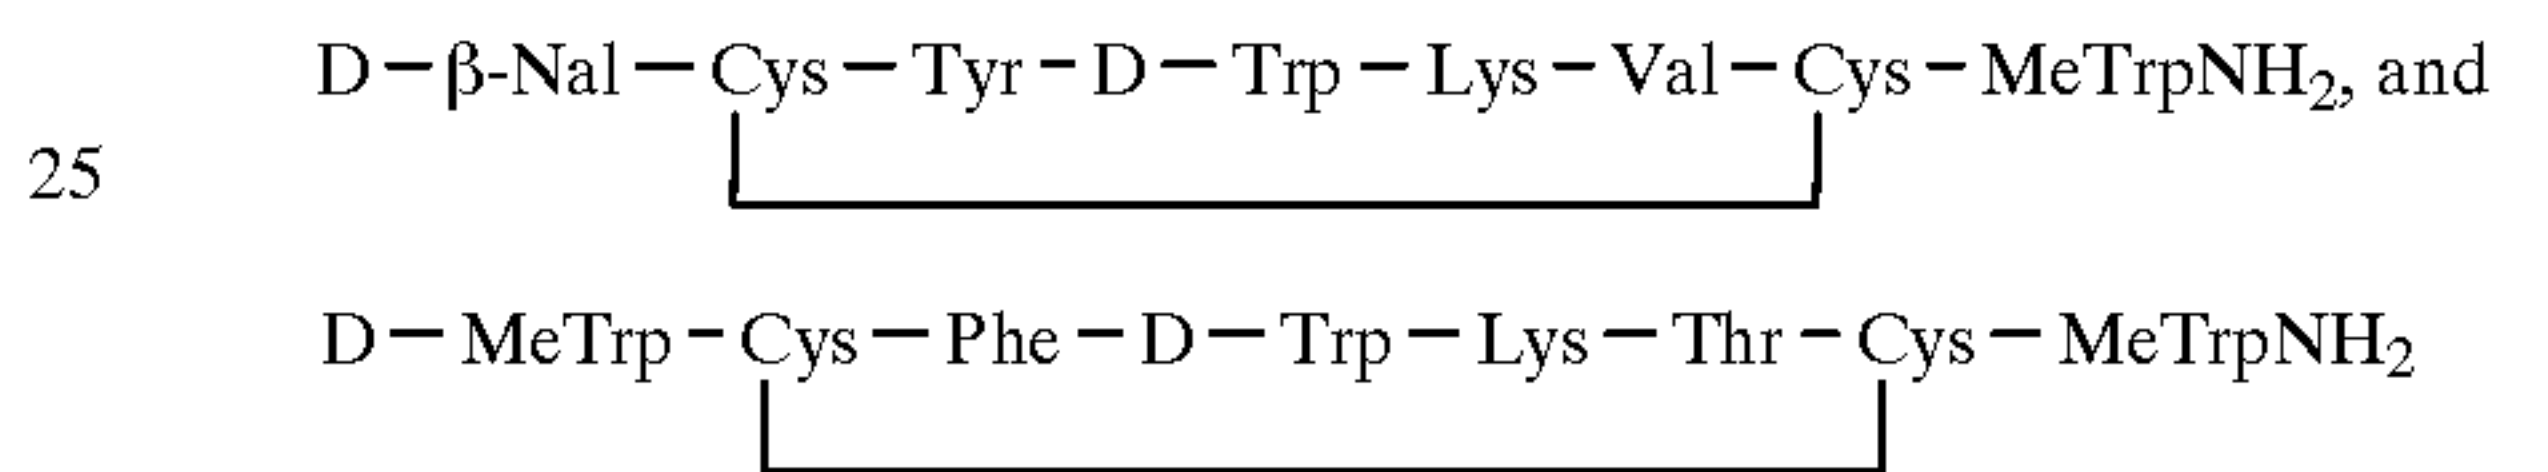 D-β-Nal-Cys-Tyr-D-Trp-Lys-Val-Cys-MeTrpNH₂, and
25
D-MeTrp-Cys-Phe-D-Trp-Lys-Thr-Cys-MeTrpNH₂